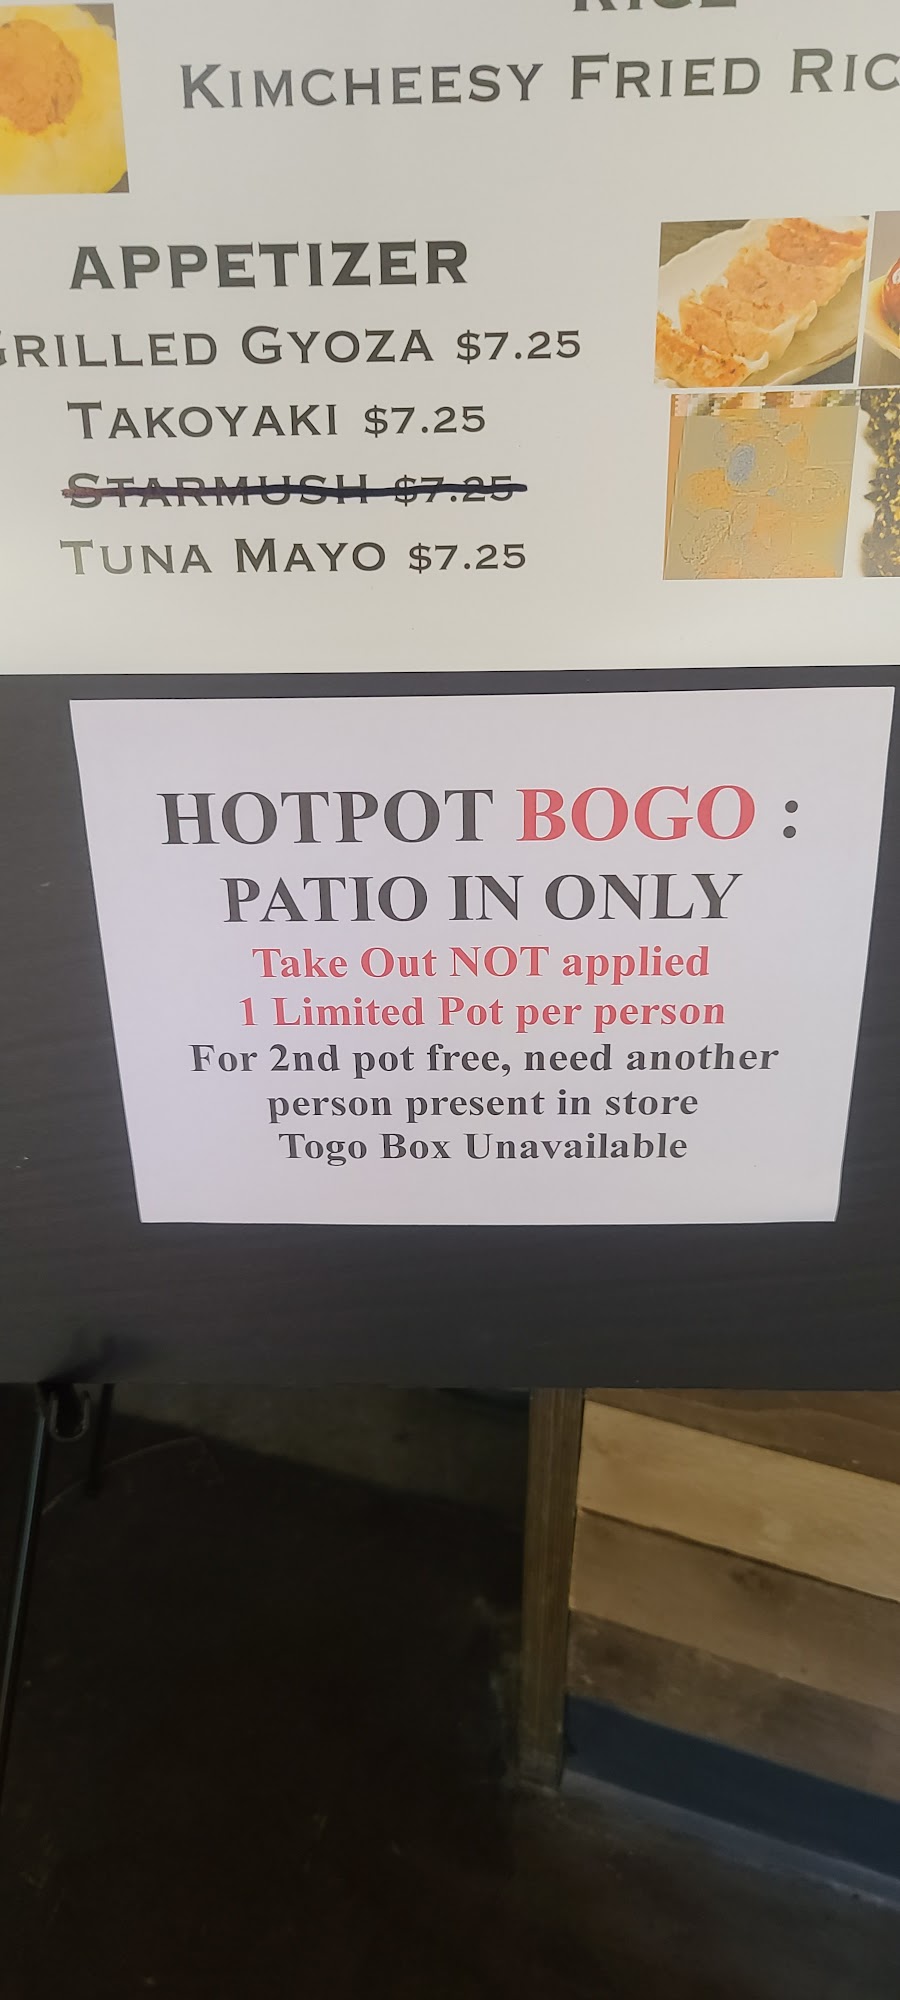 RICE
KIMCHEESY FRIED RIC
APPETIZER
GRILLED GYOZA $7.25
TAKOYAKI $7.25
STARMUSH $7.25
TUNA MAYO $7.25
HOTPOT BOGO :
PATIO IN ONLY
Take Out NOT applied
1 Limited Pot per person
For 2nd pot free, need another
person present in store
Togo Box Unavailable